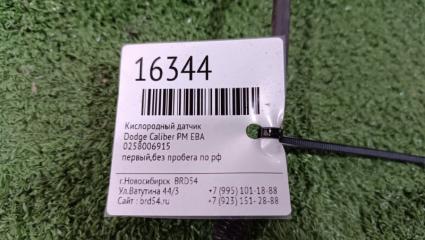 16344
Кислородный датчик
Dodge Caliber PM EBA
0258006915
первый,без пробега по рф
г.Новосибирск BRD54
Ул.Ватутина 44/3 +7 (995) 101-18-88
Сайт : brd54.ru +7 (923) 151- 28-88